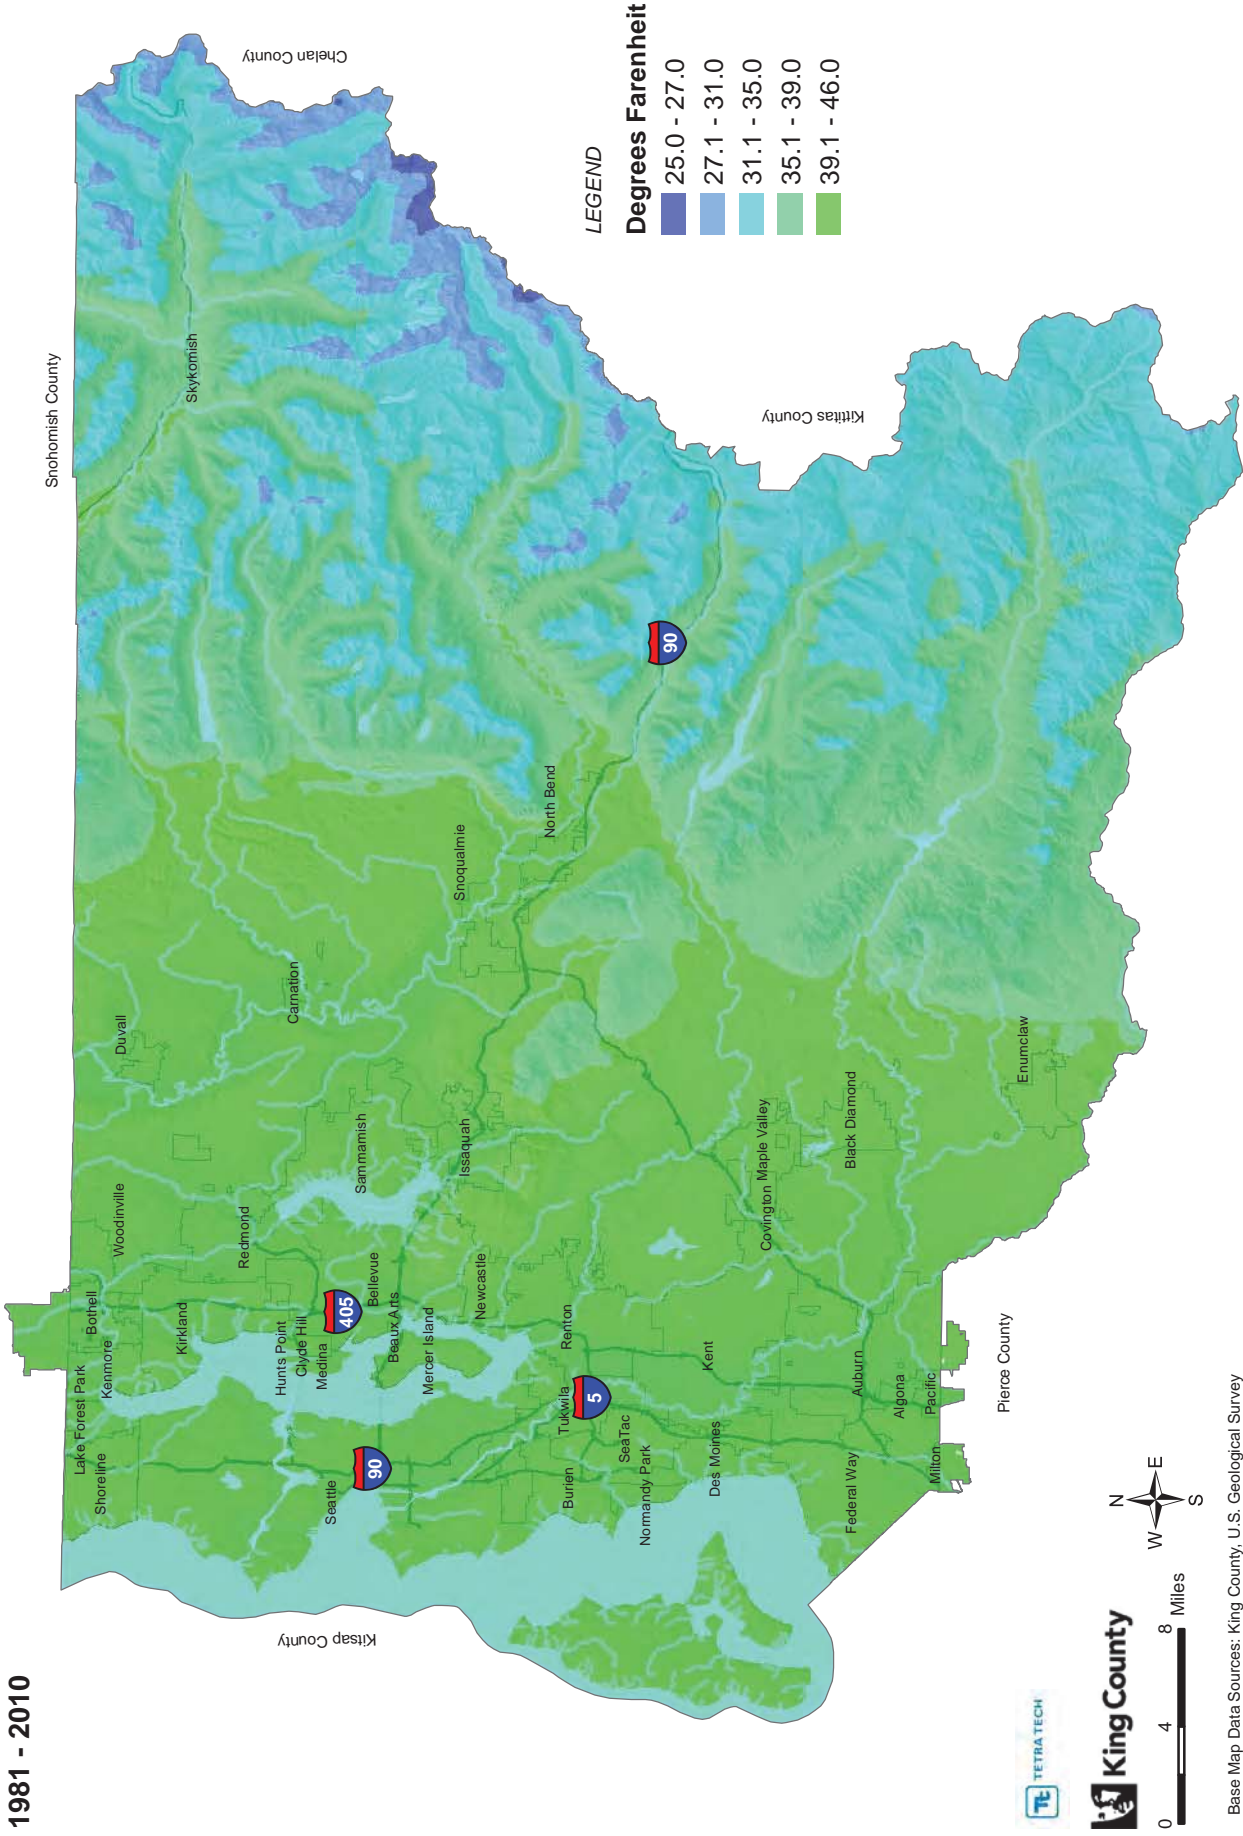 1981 - 2010
Snohomish County
Chelan County
Kittitas County
Pierce County
Kitsap County
Skykomish
Duvall
Woodinville
Bothell
Kenmore
Lake Forest Park
Shoreline
Kirkland
Redmond
Carnation
Hunts Point
Clyde Hill
Medina
Seattle
Sammamish
Bellevue
Beaux Arts
Mercer Island
Snoqualmie
Issaquah
Newcastle
North Bend
Renton
Tukwila
Burien
SeaTac
Normandy Park
Kent
Des Moines
Covington
Maple Valley
Black Diamond
Auburn
Federal Way
Algona
Pacific
Milton
Enumclaw
405
90
5
90
LEGEND
Degrees Farenheit
25.0 - 27.0
27.1 - 31.0
31.1 - 35.0
35.1 - 39.0
39.1 - 46.0
TETRA TECH
Tt
King County
0 4 8
Miles
N
W E
S
Base Map Data Sources: King County, U.S. Geological Survey